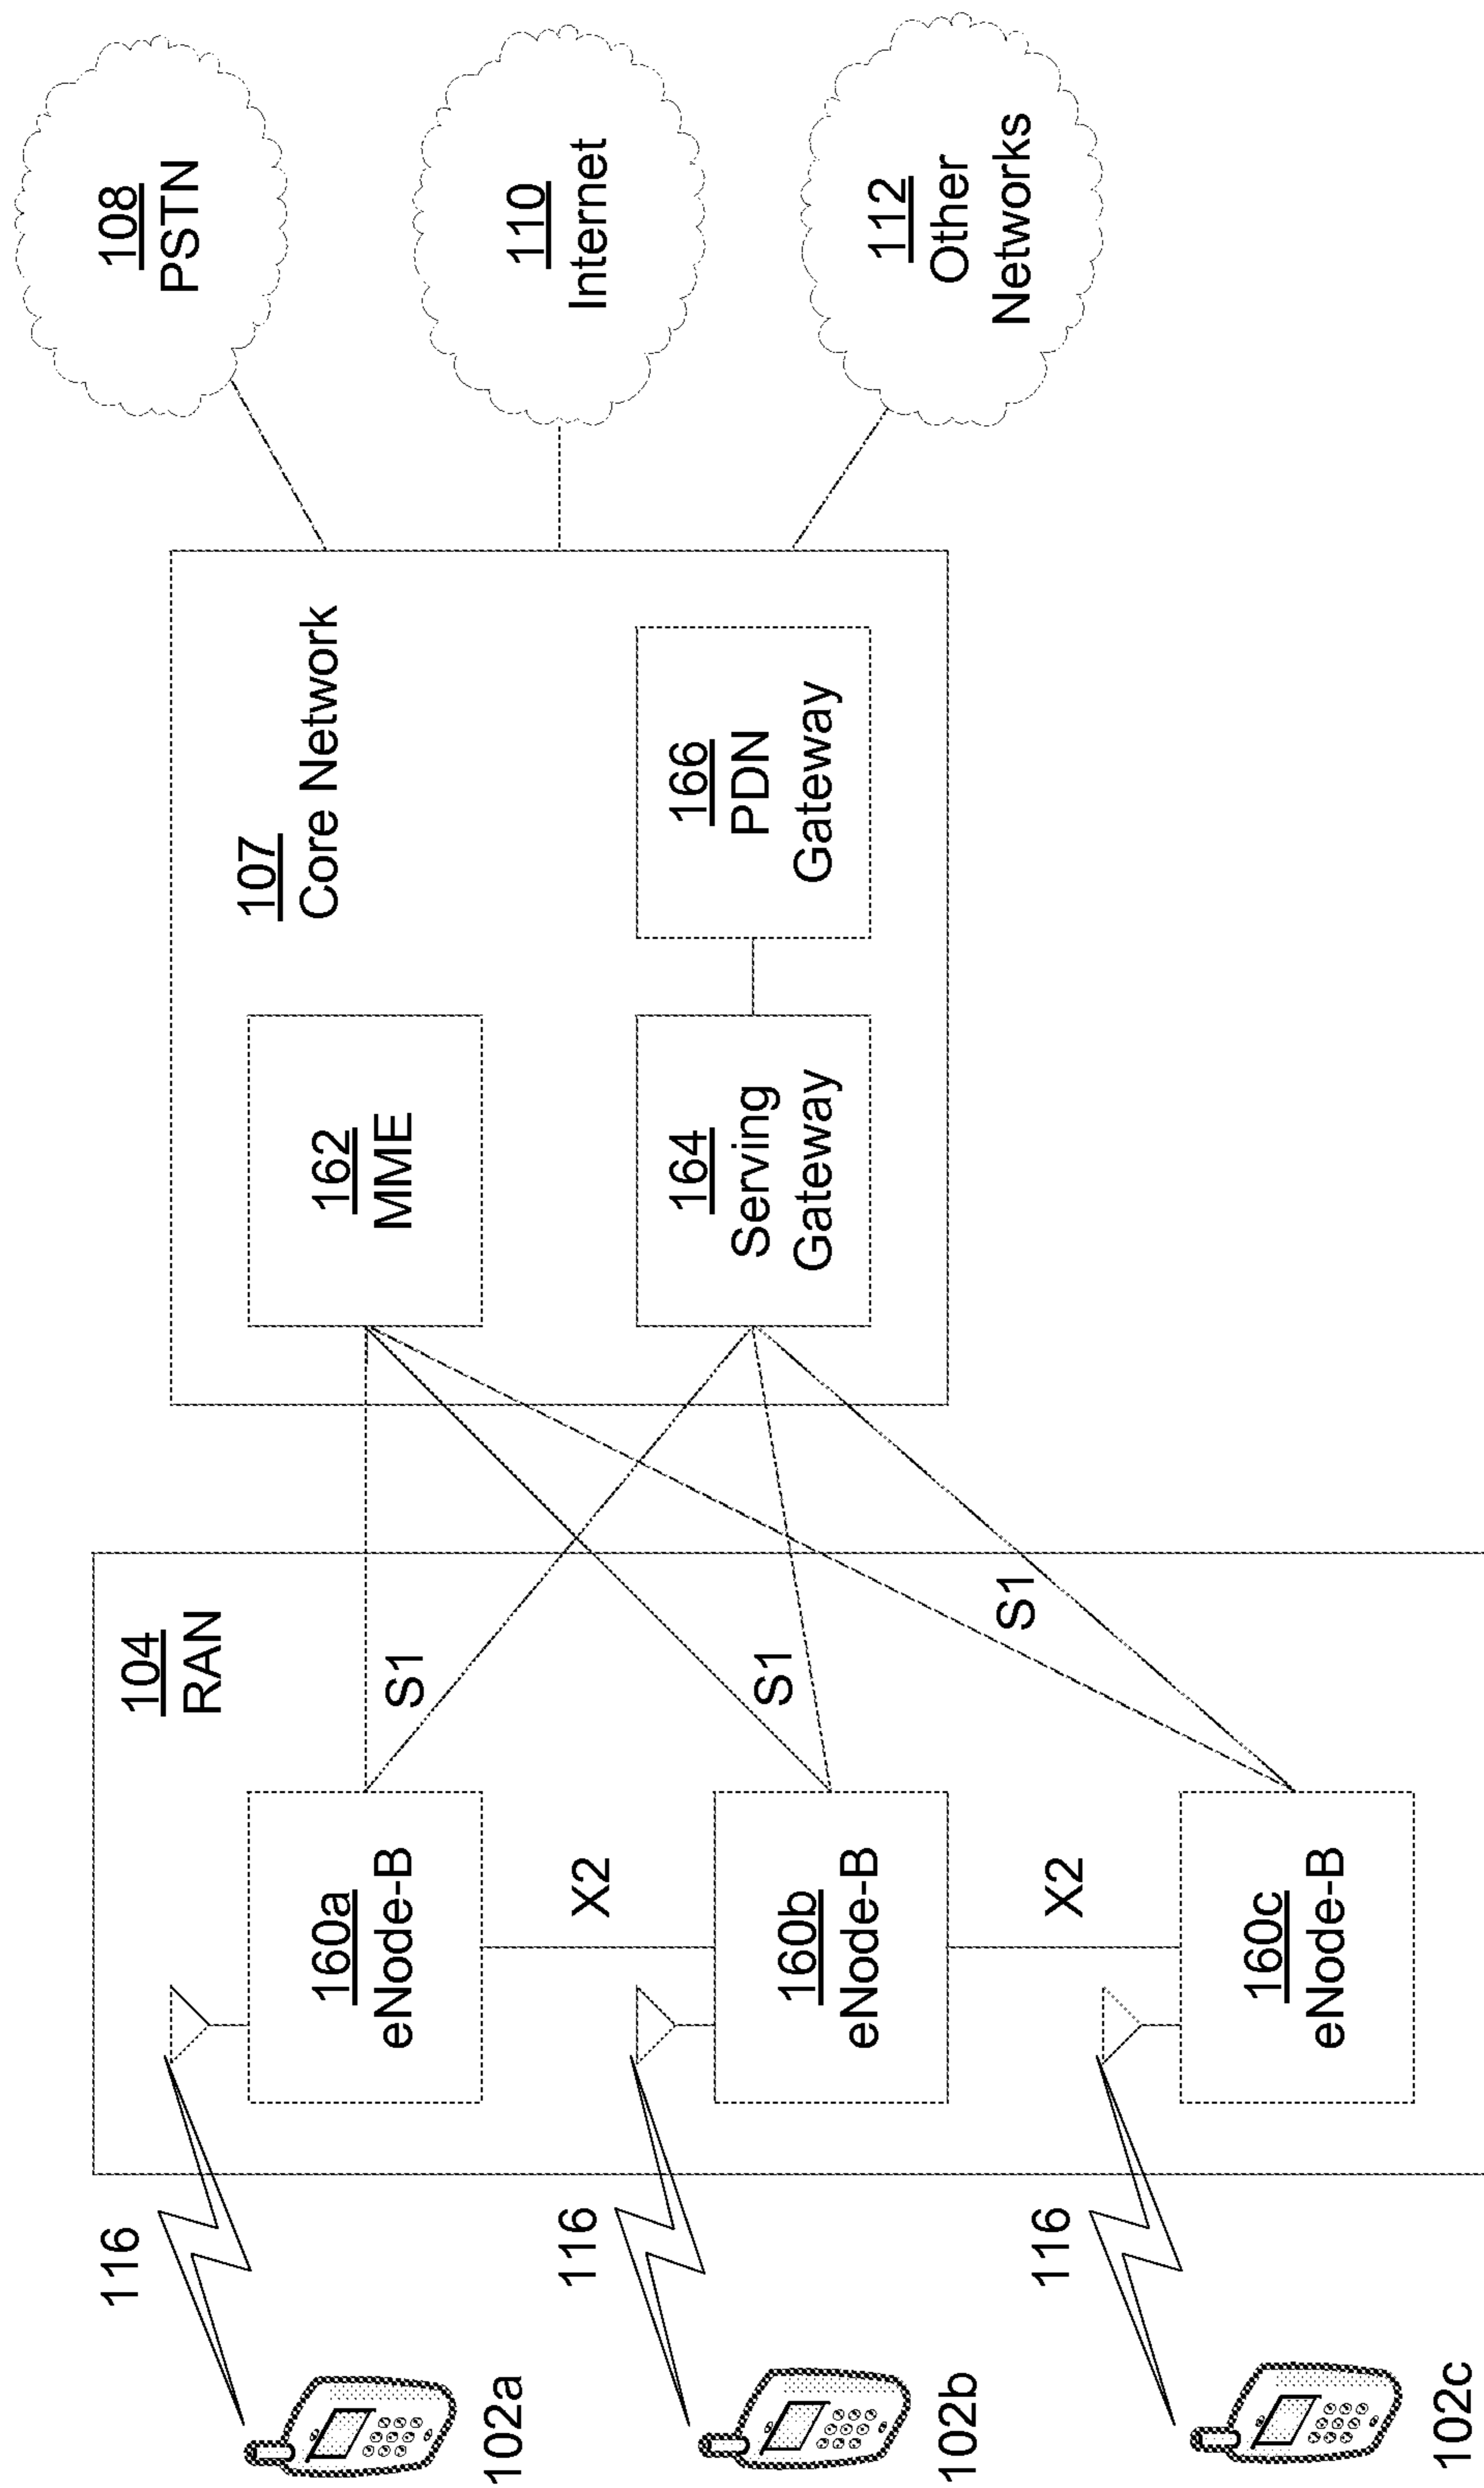 102a
102b
102c
116
116
116
104
RAN
160a
eNode-B
X2
160b
eNode-B
X2
160c
eNode-B
S1
S1
S1
107
Core Network
162
MME
164
Serving
Gateway
166
PDN
Gateway
108
PSTN
110
Internet
112
Other
Networks